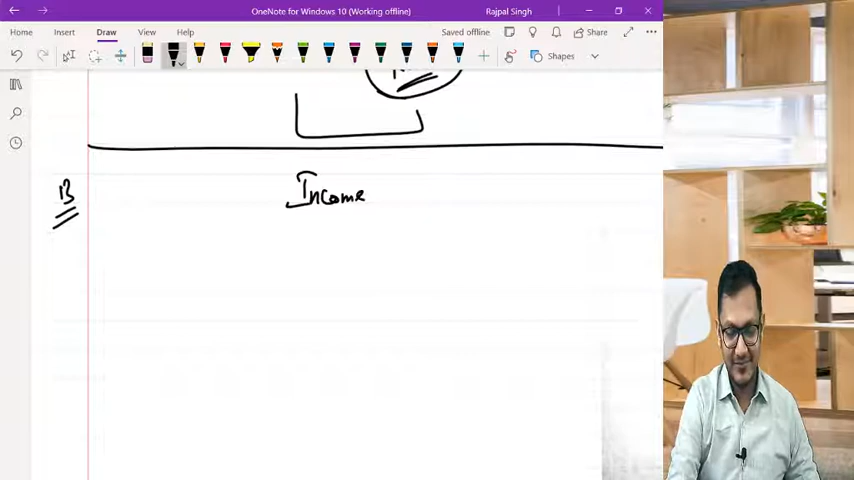 OneNote for Windows 10 (Working offline)
Rajpal Singh
Home Insert Draw View Help
Saved offline
Share
Shapes
B
Income